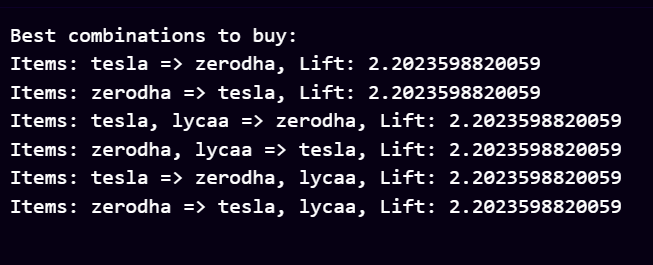 Best combinations to buy:
Items: tesla => zerodha, Lift: 2.2023598820059
Items: zerodha => tesla, Lift: 2.2023598820059
Items: tesla, lycaa => zerodha, Lift: 2.2023598820059
Items: zerodha, lycaa => tesla, Lift: 2.2023598820059
Items: tesla => zerodha, lycaa, Lift: 2.2023598820059
Items: zerodha => tesla, lycaa, Lift: 2.2023598820059